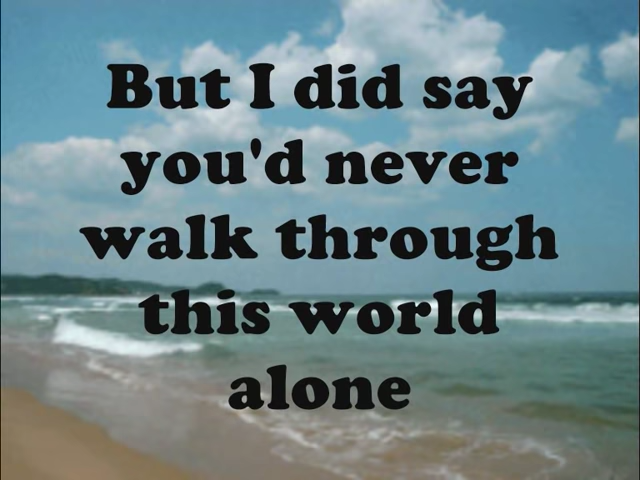 But I did say
you'd never
walk through
this world
alone